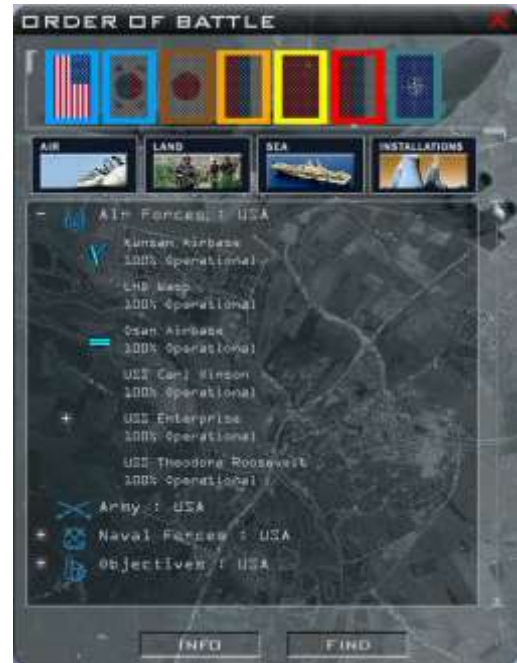 ORDER OF BATTLE
AIR
LAND
SEA
INSTALLATIONS
- Air Forces : USA
Kunsan Airbase
100% Operational
LHD Wasp
100% Operational
Osan Airbase
100% Operational
USS Carl Vinson
100% Operational
+ USS Enterprise
100% Operational
USS Theodore Roosevelt
100% Operational
Army : USA
+ Naval Forces : USA
+ Objectives : USA
INFO
FIND